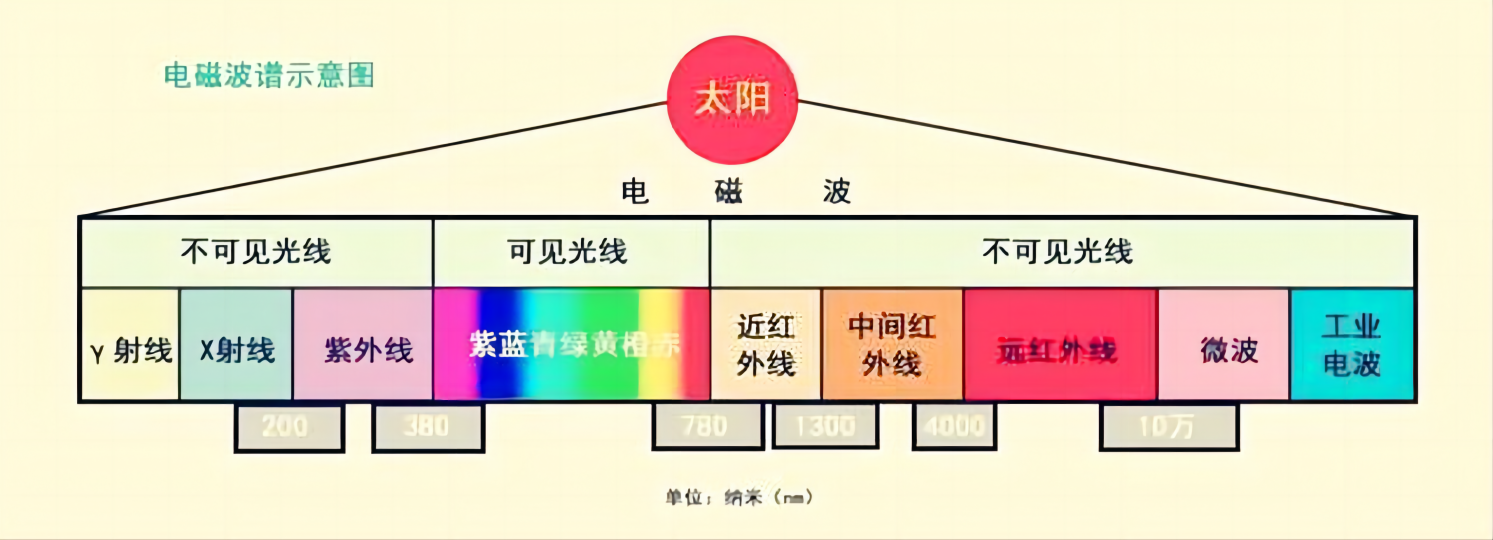 电磁波谱示意图
太阳
电 磁 波
不可见光线 可见光线 不可见光线
γ射线 X射线 紫外线 紫蓝青绿黄橙赤 近红外线 中间红外线 远红外线 微波 工业电波
200 380 780 1300 4000 10万
单位：纳米（nm）